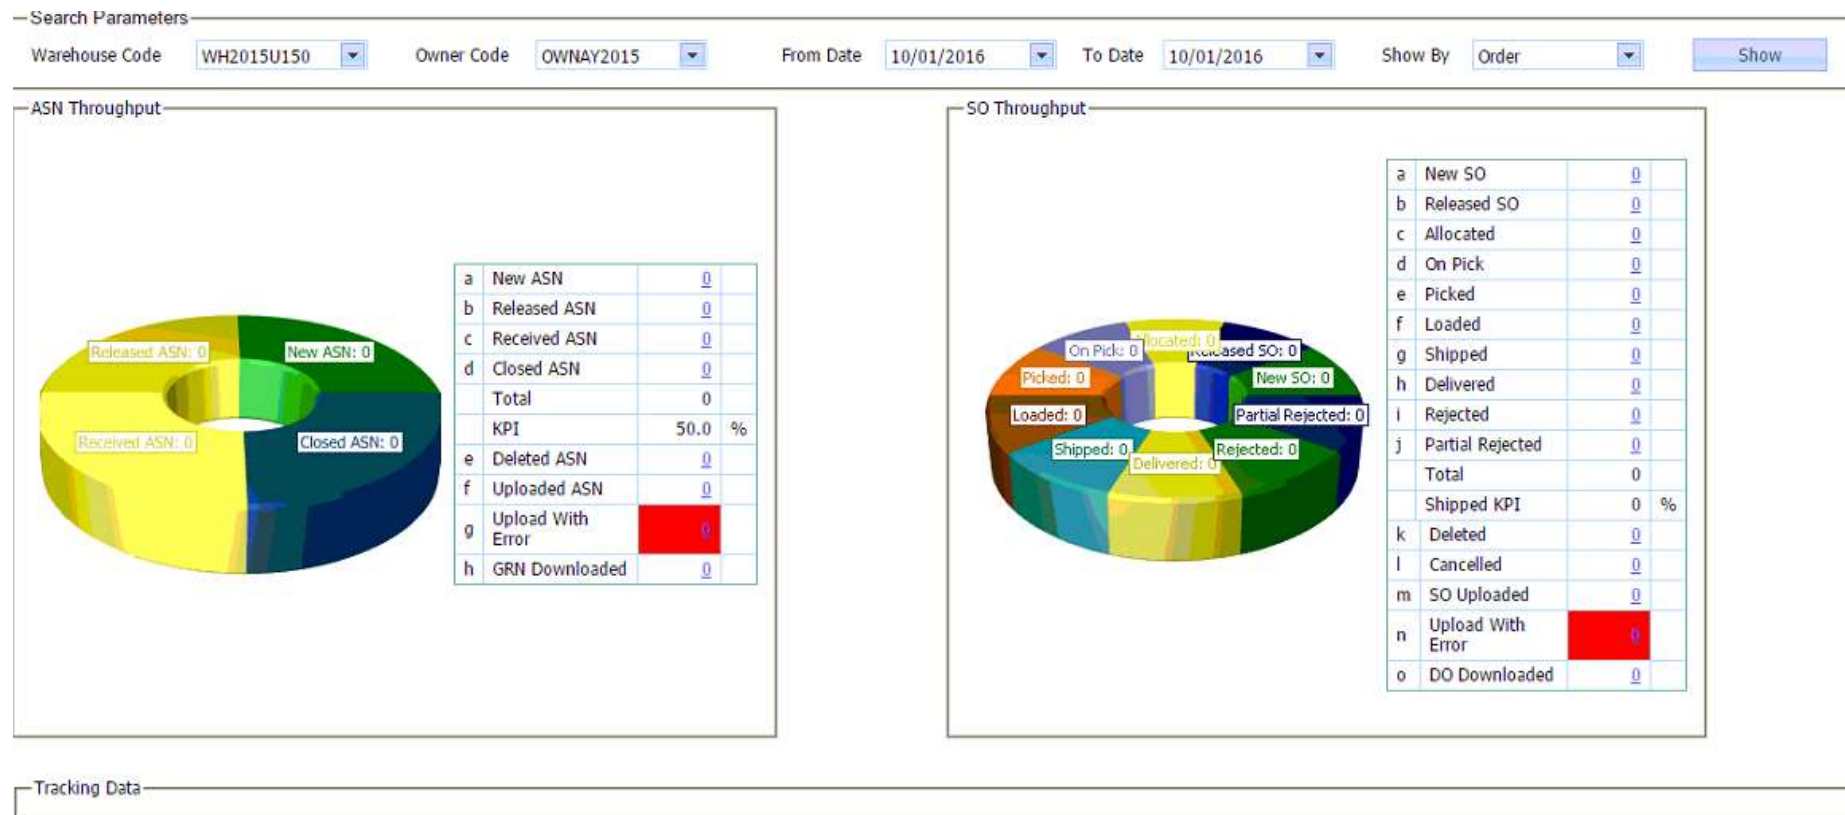 Search Parameters
Warehouse Code WH2015U150 Owner Code OWNAY2015 From Date 10/01/2016 To Date 10/01/2016 Show By Order Show
ASN Throughput
Released ASN: 0
New ASN: 0
Received ASN: 0
Closed ASN: 0
a New ASN 0
b Released ASN 0
c Received ASN 0
d Closed ASN 0
Total 0
KPI 50.0 %
e Deleted ASN 0
f Uploaded ASN 0
g Upload With
Error 0
h GRN Downloaded 0
SO Throughput
Allocated: 0
On Pick: 0
Released SO: 0
Picked: 0
New SO: 0
Loaded: 0
Partial Rejected: 0
Shipped: 0
Rejected: 0
Delivered: 0
a New SO 0
b Released SO 0
c Allocated 0
d On Pick 0
e Picked 0
f Loaded 0
g Shipped 0
h Delivered 0
i Rejected 0
j Partial Rejected 0
Total 0
Shipped KPI 0 %
k Deleted 0
l Cancelled 0
m SO Uploaded 0
n Upload With
Error 0
o DO Downloaded 0
Tracking Data